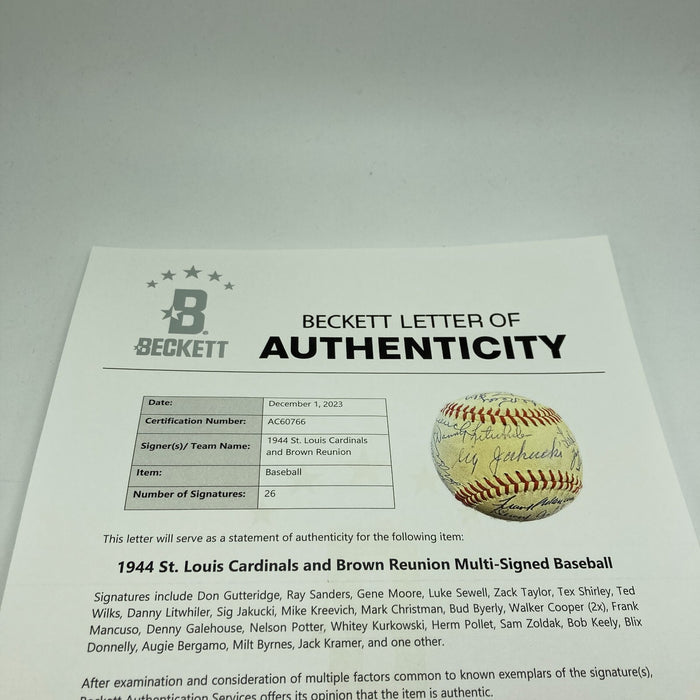 B
BECKETT
BECKETT LETTER OF
AUTHENTICITY
Date: December 1, 2023
Certification Number: AC60766
Signer(s)/ Team Name: 1944 St. Louis Cardinals
and Brown Reunion
Item: Baseball
Number of Signatures: 26
This letter will serve as a statement of authenticity for the following item:
1944 St. Louis Cardinals and Brown Reunion Multi-Signed Baseball
Signatures include Don Gutteridge, Ray Sanders, Gene Moore, Luke Sewell, Zack Taylor, Tex Shirley, Ted
Wilks, Danny Litwhiler, Sig Jakucki, Mike Kreevich, Mark Christman, Bud Byerly, Walker Cooper (2x), Frank
Mancuso, Denny Galehouse, Nelson Potter, Whitey Kurkowski, Herm Pollet, Sam Zoldak, Bob Keely, Blix
Donnelly, Augie Bergamo, Milt Byrnes, Jack Kramer, and one other.
After examination and consideration of multiple factors common to known exemplars of the signature(s),
Beckett Authentication Services offers its opinion that the item is authentic.